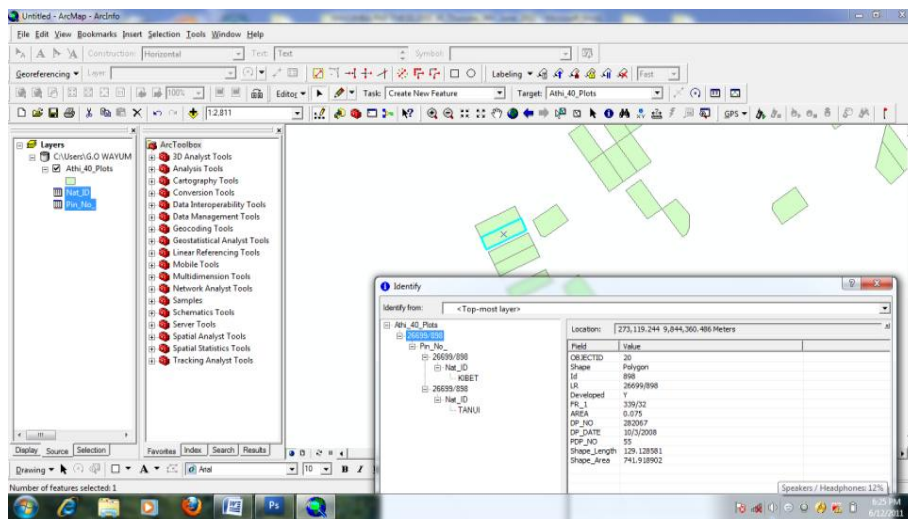 Untitled - ArcMap - ArcInfo
File Edit View Bookmarks Insert Selection Tools Window Help
Construction: Horizontal Text: Text Symbol:
Georeferencing Layer: Labeling Fast
100% Editor Task: Create New Feature Target: Athi_40_Plots
1:2,811 GPS
Layers
C:\Users\G.O WAYUM
Athi_40_Plots
Nat_ID
Pin_No_
Display Source Selection
ArcToolbox
3D Analyst Tools
Analysis Tools
Cartography Tools
Conversion Tools
Data Interoperability Tools
Data Management Tools
Geocoding Tools
Geostatistical Analyst Tools
Linear Referencing Tools
Mobile Tools
Multidimension Tools
Network Analyst Tools
Samples
Schematics Tools
Server Tools
Spatial Analyst Tools
Spatial Statistics Tools
Tracking Analyst Tools
Favorites Index Search Results
Identify
Identify from: <Top-most layer>
Athi_40_Plots
26699/898
Pin_No_
26699/898
Nat_ID
KIBET
26699/898
Nat_ID
TANUI
Location: 273,119.244 9,844,360.486 Meters
Field Value
OBJECTID 20
Shape Polygon
Id 898
LR 26699/898
Developed Y
FR_1 339/32
AREA 0.075
DP_NO 282067
DP_DATE 10/3/2008
PDP_NO 55
Shape_Length 129.128581
Shape_Area 741.918902
Drawing Arial 10 B I
Number of features selected: 1
Speakers / Headphones: 12%
6:25 PM
6/12/2011